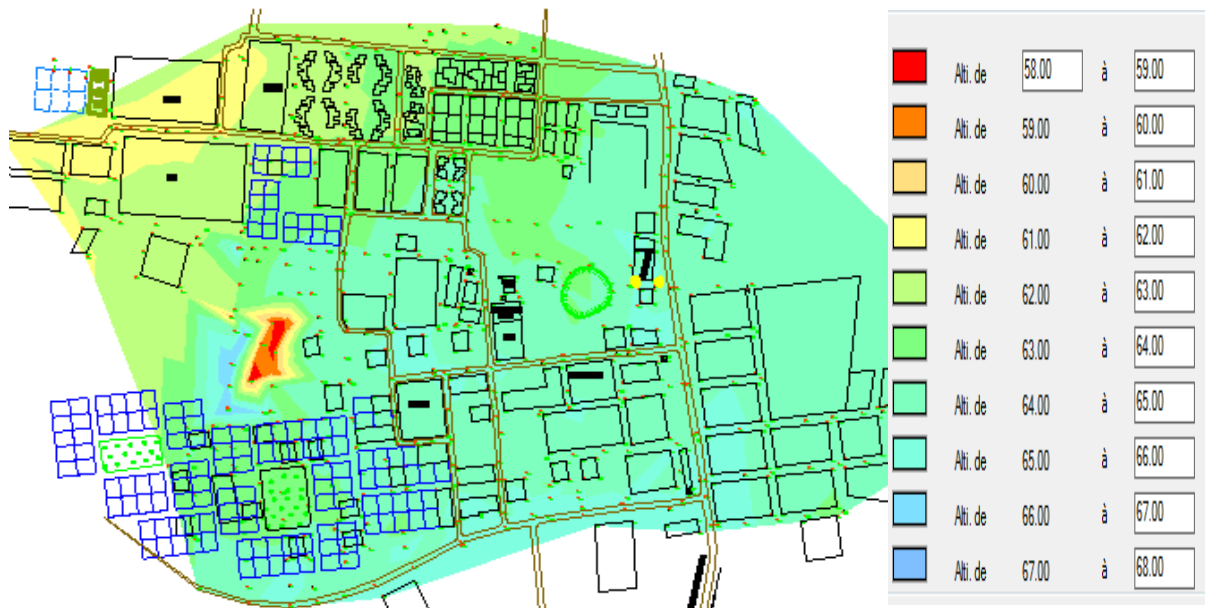 Alti. de 58.00 à 59.00
Alti. de 59.00 à 60.00
Alti. de 60.00 à 61.00
Alti. de 61.00 à 62.00
Alti. de 62.00 à 63.00
Alti. de 63.00 à 64.00
Alti. de 64.00 à 65.00
Alti. de 65.00 à 66.00
Alti. de 66.00 à 67.00
Alti. de 67.00 à 68.00